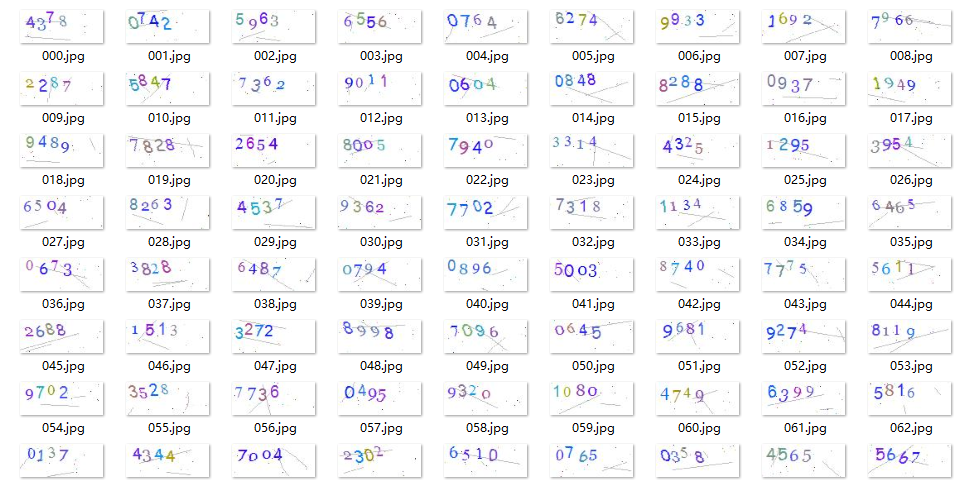 4378 0742 5963 6556 0764 6274 9933 1692 7966
000.jpg 001.jpg 002.jpg 003.jpg 004.jpg 005.jpg 006.jpg 007.jpg 008.jpg
2287 5847 7362 9011 0604 0848 8288 0937 1949
009.jpg 010.jpg 011.jpg 012.jpg 013.jpg 014.jpg 015.jpg 016.jpg 017.jpg
9489 7828 2654 8005 7940 3314 4325 1295 3954
018.jpg 019.jpg 020.jpg 021.jpg 022.jpg 023.jpg 024.jpg 025.jpg 026.jpg
6504 8263 4537 9362 7702 7318 1134 6859 6465
027.jpg 028.jpg 029.jpg 030.jpg 031.jpg 032.jpg 033.jpg 034.jpg 035.jpg
0673 3828 6487 0794 0896 5003 8740 7775 5611
036.jpg 037.jpg 038.jpg 039.jpg 040.jpg 041.jpg 042.jpg 043.jpg 044.jpg
2688 1513 3272 8998 7096 0645 9681 9274 8119
045.jpg 046.jpg 047.jpg 048.jpg 049.jpg 050.jpg 051.jpg 052.jpg 053.jpg
9702 3528 7736 0495 9320 1080 4749 6399 5816
054.jpg 055.jpg 056.jpg 057.jpg 058.jpg 059.jpg 060.jpg 061.jpg 062.jpg
0137 4344 7004 2302 6510 0765 0358 4565 5667